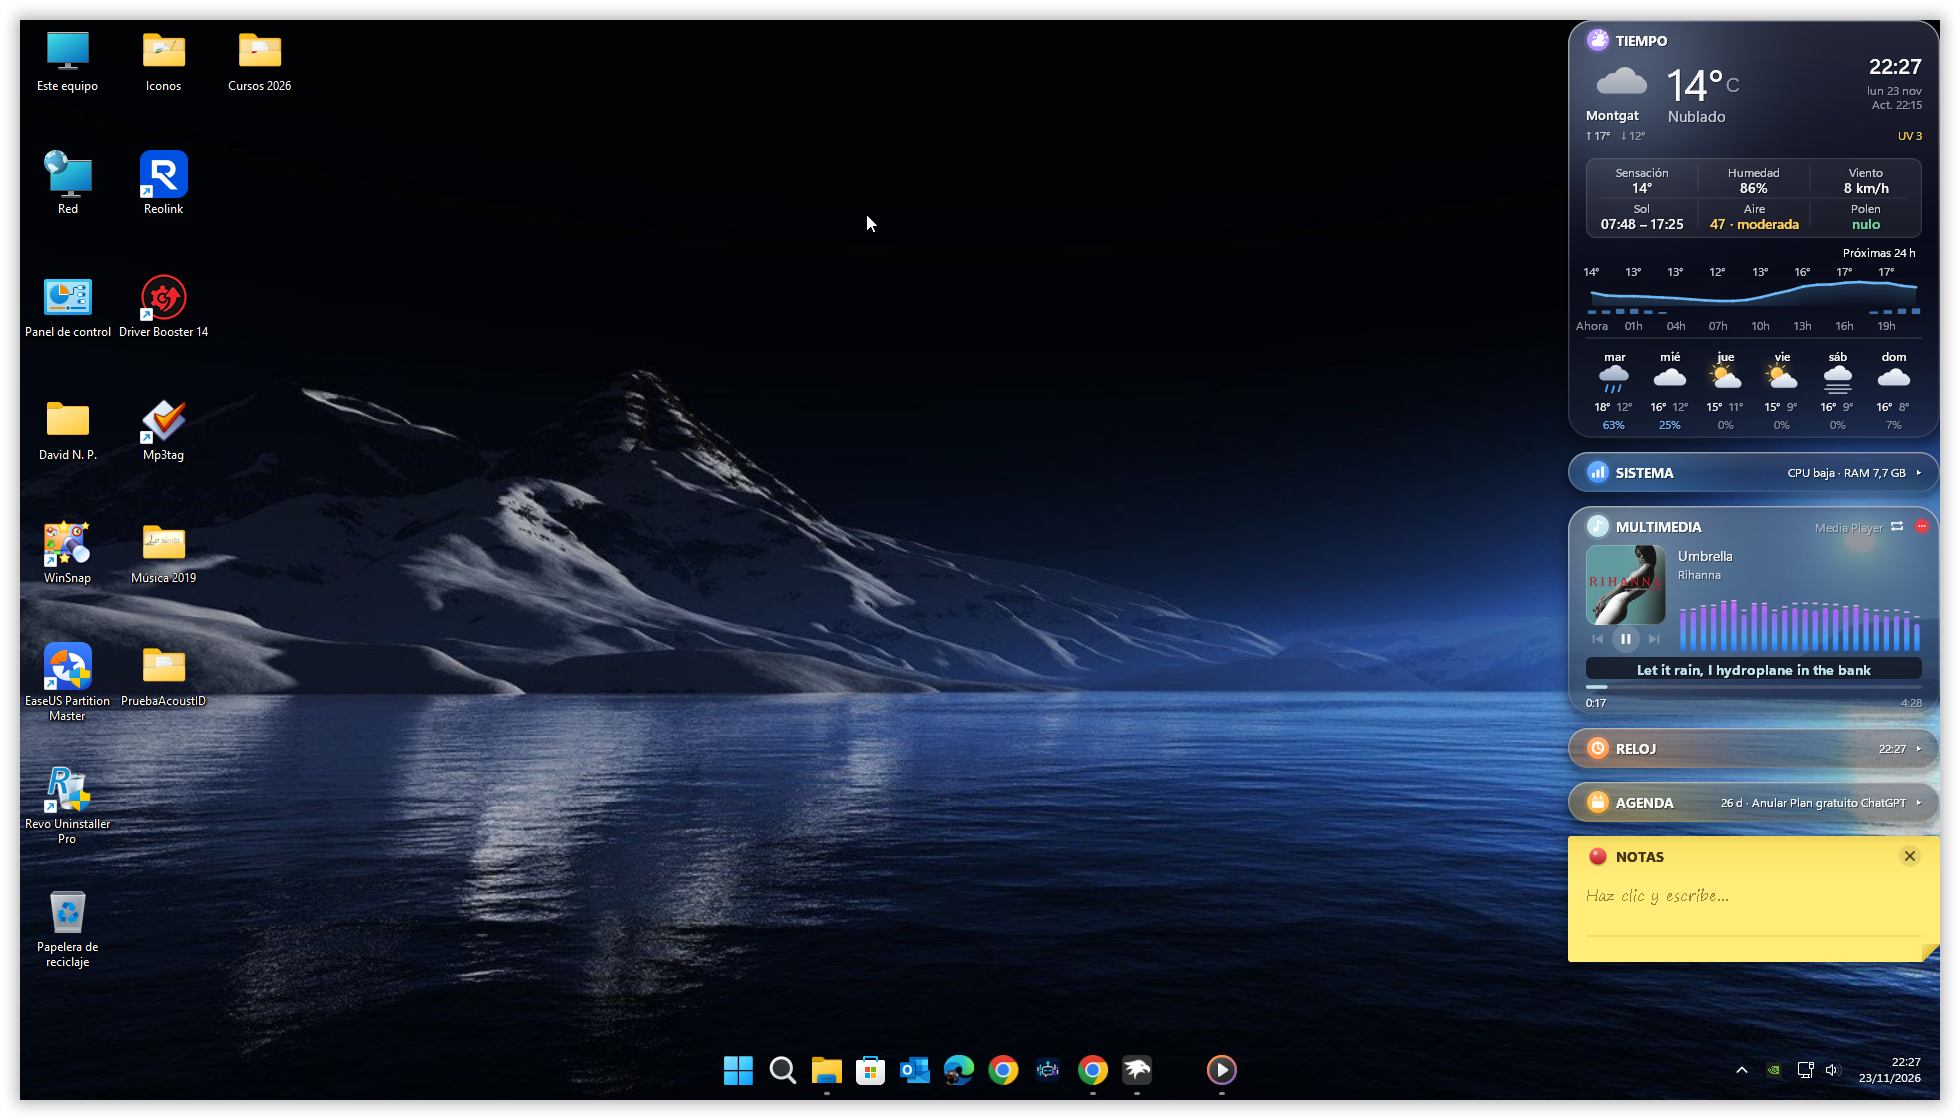 Este equipo
Iconos
Cursos 2026
Red
Reolink
Panel de control
Driver Booster 14
David N. P.
Mp3tag
WinSnap
Lo siento
Música 2019
EaseUS Partition
Master
PruebaAcoustID
Revo Uninstaller
Pro
Papelera de
reciclaje
TIEMPO
22:27
14° C
lun 23 nov
Act. 22:15
Montgat
Nublado
↑ 17° ↓ 12°
UV 3
Sensación Humedad Viento
14° 86% 8 km/h
Sol Aire Polen
07:48 – 17:25 47 · moderada nulo
Próximas 24 h
14° 13° 13° 12° 13° 16° 17° 17°
Ahora 01h 04h 07h 10h 13h 16h 19h
mar mié jue vie sáb dom
18° 12° 16° 12° 15° 11° 15° 9° 16° 9° 16° 8°
63% 25% 0% 0% 0% 7%
SISTEMA CPU baja · RAM 7,7 GB
MULTIMEDIA Media Player
Umbrella
Rihanna
RIHANNA
Let it rain, I hydroplane in the bank
0:17 4:28
RELOJ 22:27
AGENDA 26 d · Anular Plan gratuito ChatGPT
NOTAS
Haz clic y escribe...
22:27
23/11/2026